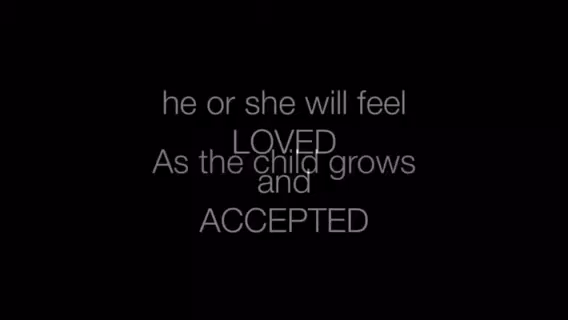 he or she will feel
LOVED
As the child grows
and
ACCEPTED